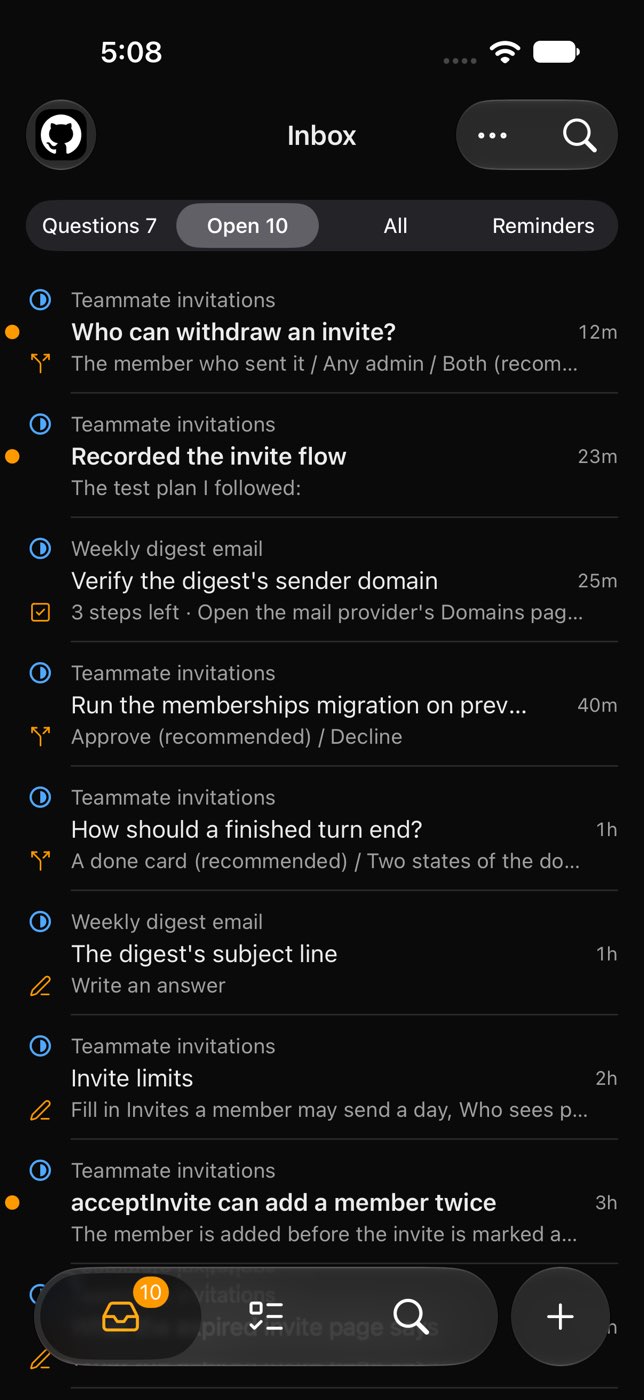 5:08
Inbox
Questions 7
Open 10
All
Reminders
Teammate invitations
Who can withdraw an invite?
12m
The member who sent it / Any admin / Both (recom...
Teammate invitations
Recorded the invite flow
23m
The test plan I followed:
Weekly digest email
Verify the digest's sender domain
25m
3 steps left · Open the mail provider's Domains pag...
Teammate invitations
Run the memberships migration on prev...
40m
Approve (recommended) / Decline
Teammate invitations
How should a finished turn end?
1h
A done card (recommended) / Two states of the do...
Weekly digest email
The digest's subject line
1h
Write an answer
Teammate invitations
Invite limits
2h
Fill in Invites a member may send a day, Who sees p...
Teammate invitations
acceptInvite can add a member twice
3h
The member is added before the invite is marked a...
expired invite page says
10